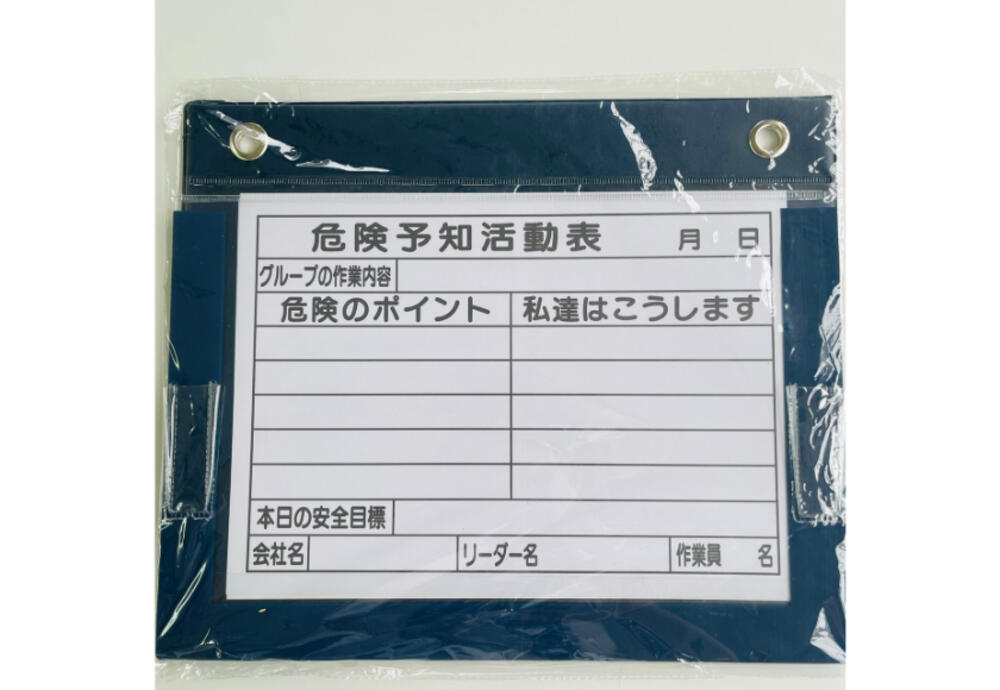 危険予知活動表 月 日
グループの作業内容
危険のポイント 私達はこうします
本日の安全目標
会社名 リーダー名 作業員 名